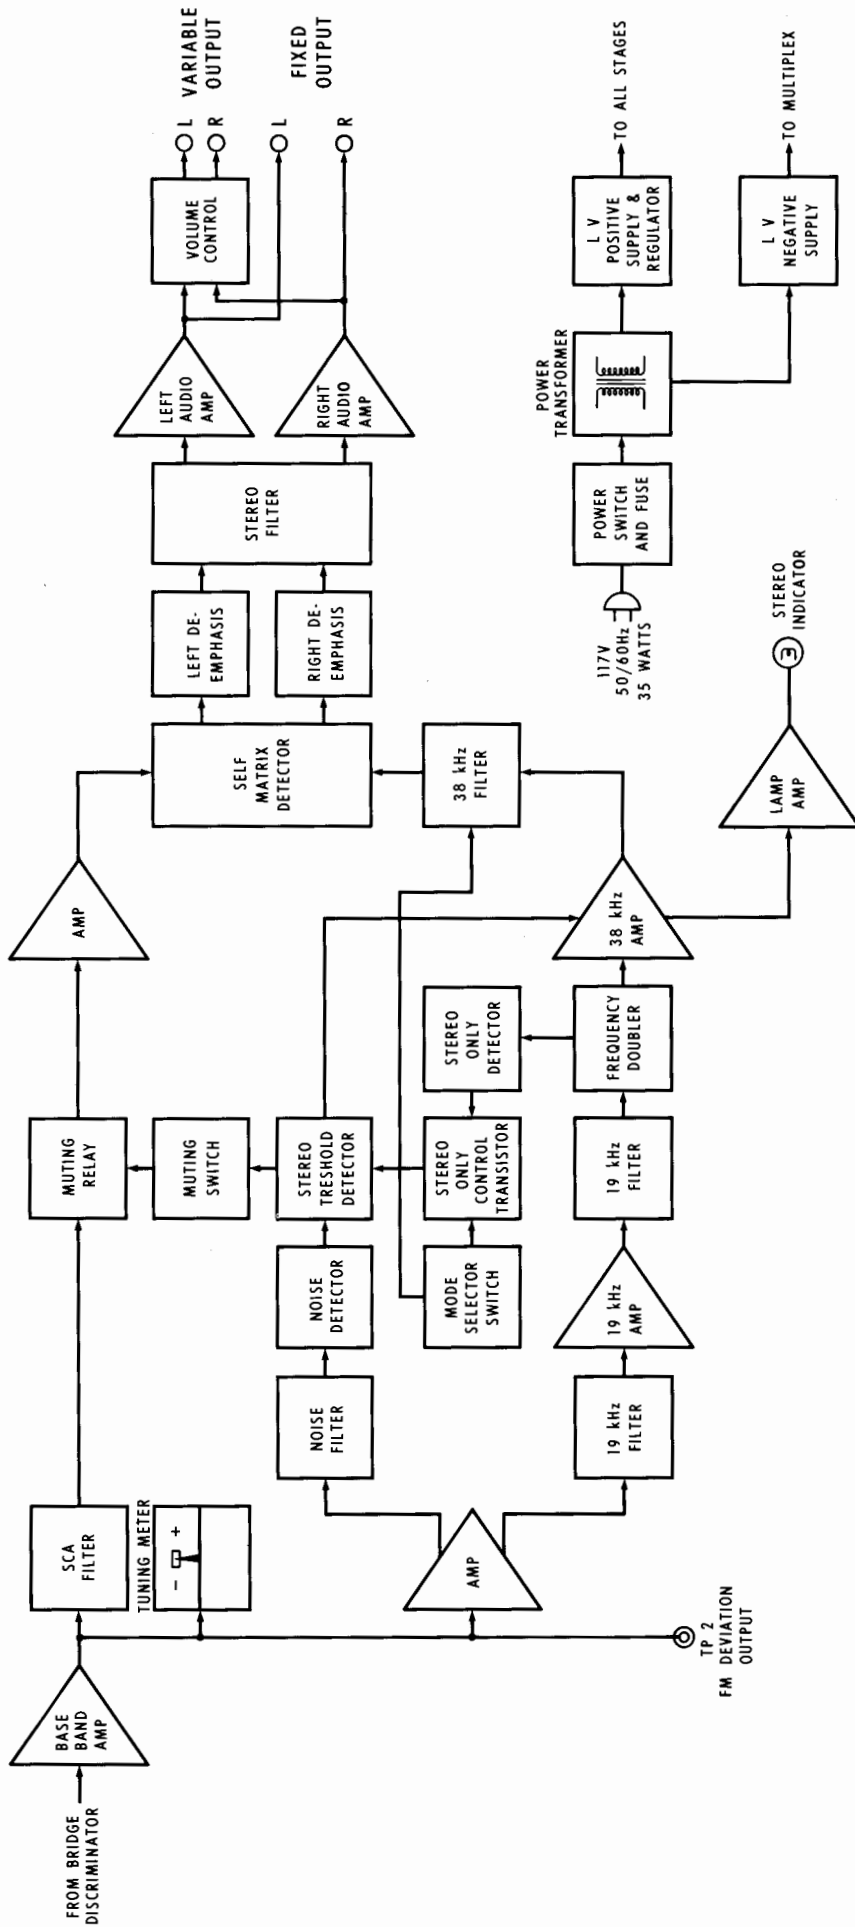 FROM BRIDGE
DISCRIMINATOR
BASE
BAND
AMP
SCA
FILTER
TUNING METER
- +
MUTING
RELAY
AMP
MUTING
SWITCH
NOISE
FILTER
NOISE
DETECTOR
STEREO
TRESHOLD
DETECTOR
MODE
SELECTOR
SWITCH
STEREO
ONLY
CONTROL
TRANSISTOR
STEREO
ONLY
DETECTOR
AMP
TP 2
FM DEVIATION
OUTPUT
19 kHz
FILTER
19 kHz
AMP
19 kHz
FILTER
FREQUENCY
DOUBLER
38 kHz
AMP
38 kHz
FILTER
LAMP
AMP
STEREO
INDICATOR
SELF
MATRIX
DETECTOR
LEFT DE-
EMPHASIS
RIGHT DE-
EMPHASIS
STEREO
FILTER
LEFT
AUDIO
AMP
RIGHT
AUDIO
AMP
VOLUME
CONTROL
L
R
VARIABLE
OUTPUT
L
R
FIXED
OUTPUT
117V
50/60Hz
35 WATTS
POWER
SWITCH
AND FUSE
POWER
TRANSFORMER
L V
POSITIVE
SUPPLY &
REGULATOR
TO ALL STAGES
L V
NEGATIVE
SUPPLY
TO MULTIPLEX